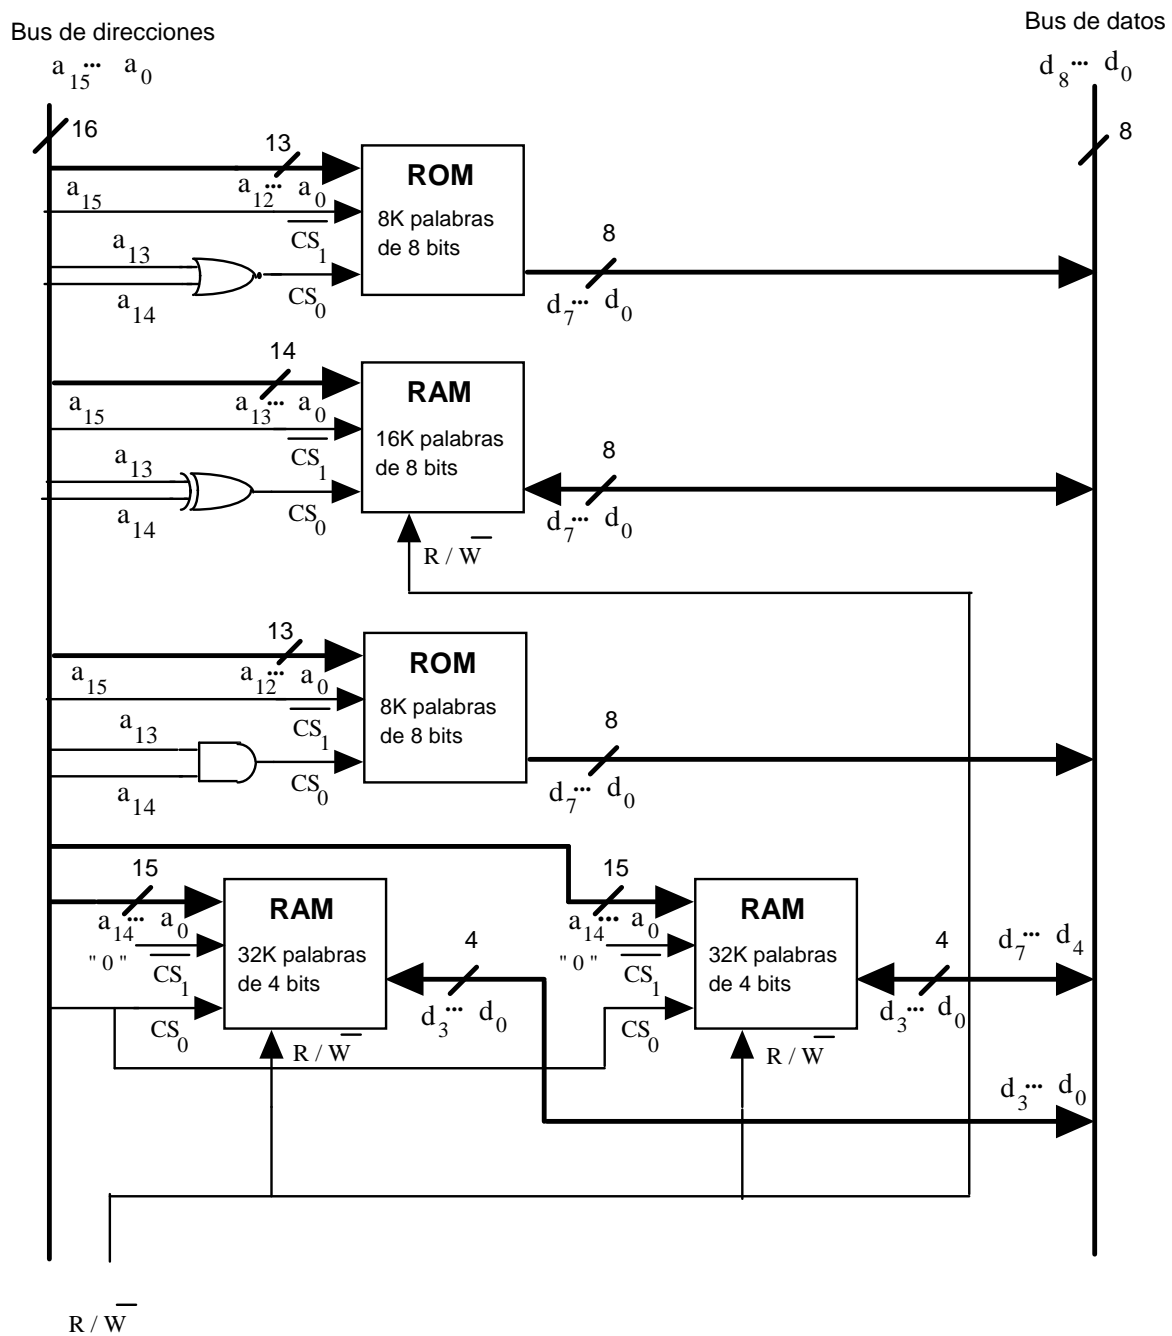 Bus de direcciones
a15 ... a0
16
Bus de datos
d8 ... d0
8
13
a12 ... a0
a15
CS1
a13
a14
CS0
ROM
8K palabras
de 8 bits
8
d7 ... d0
14
a13 ... a0
a15
CS1
a13
a14
CS0
RAM
16K palabras
de 8 bits
8
d7 ... d0
R / W
13
a12 ... a0
a15
CS1
a13
a14
CS0
ROM
8K palabras
de 8 bits
8
d7 ... d0
15
a14 ... a0
" 0 "
CS1
CS0
RAM
32K palabras
de 4 bits
4
d3 ... d0
R / W
15
a14 ... a0
" 0 "
CS1
CS0
RAM
32K palabras
de 4 bits
4
d3 ... d0
d7 ... d4
R / W
d3 ... d0
R / W